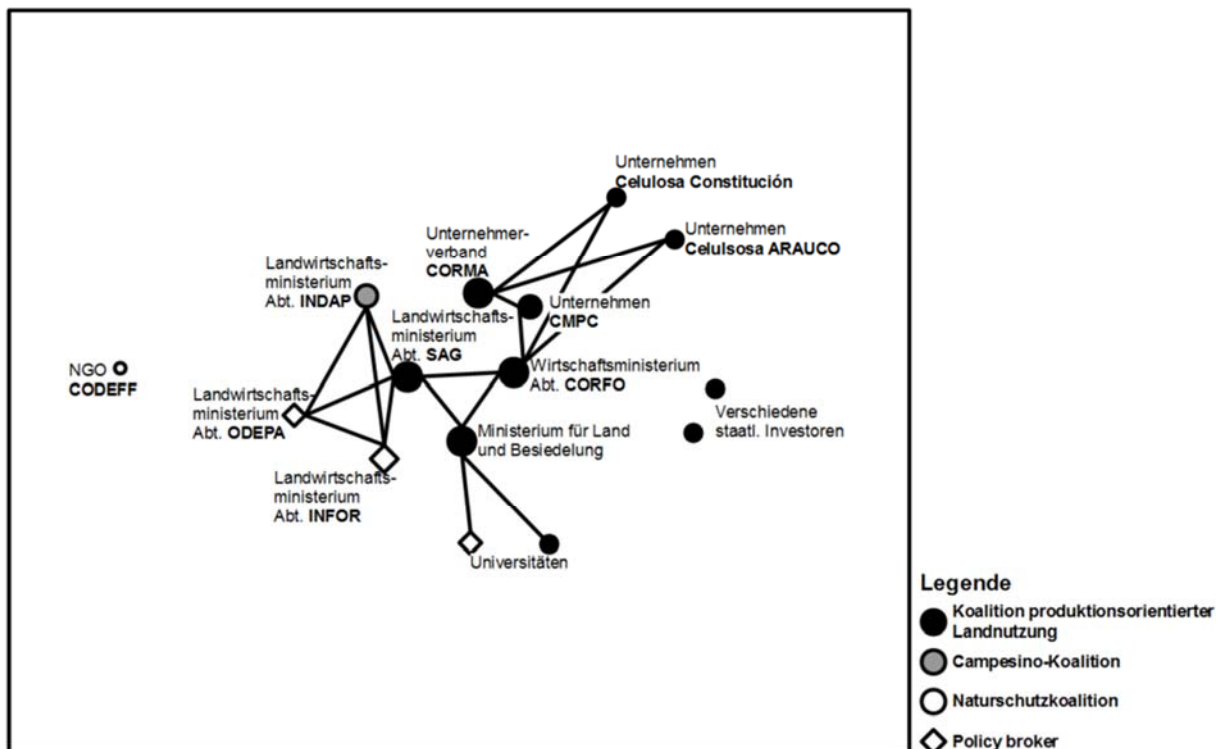 Unternehmen
Celulosa Constitución
Unternehmen
Celulsosa ARAUCO
Unternehmer-
verband
CORMA
Landwirtschafts-
ministerium
Abt. INDAP
Unternehmen
CMPC
Landwirtschafts-
ministerium
Abt. SAG
Wirtschaftsministerium
Abt. CORFO
NGO
CODEFF
Landwirtschafts-
ministerium
Abt. ODEPA
Verschiedene
staatl. Investoren
Ministerium für Land
und Besiedelung
Landwirtschafts-
ministerium
Abt. INFOR
Universitäten
Legende
Koalition produktionsorientierter
Landnutzung
Campesino-Koalition
Naturschutzkoalition
Policy broker